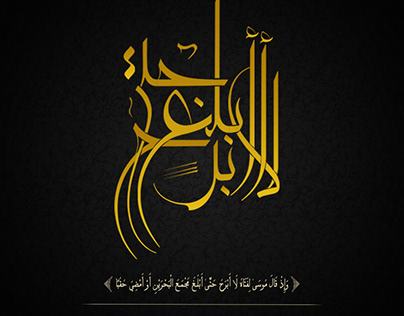 لا أبرح حتى أبلغ
﴿ وَإِذْ قَالَ مُوسَىٰ لِفَتَاهُ لَا أَبْرَحُ حَتَّىٰ أَبْلُغَ مَجْمَعَ الْبَحْرَيْنِ أَوْ أَمْضِيَ حُقُبًا ﴾